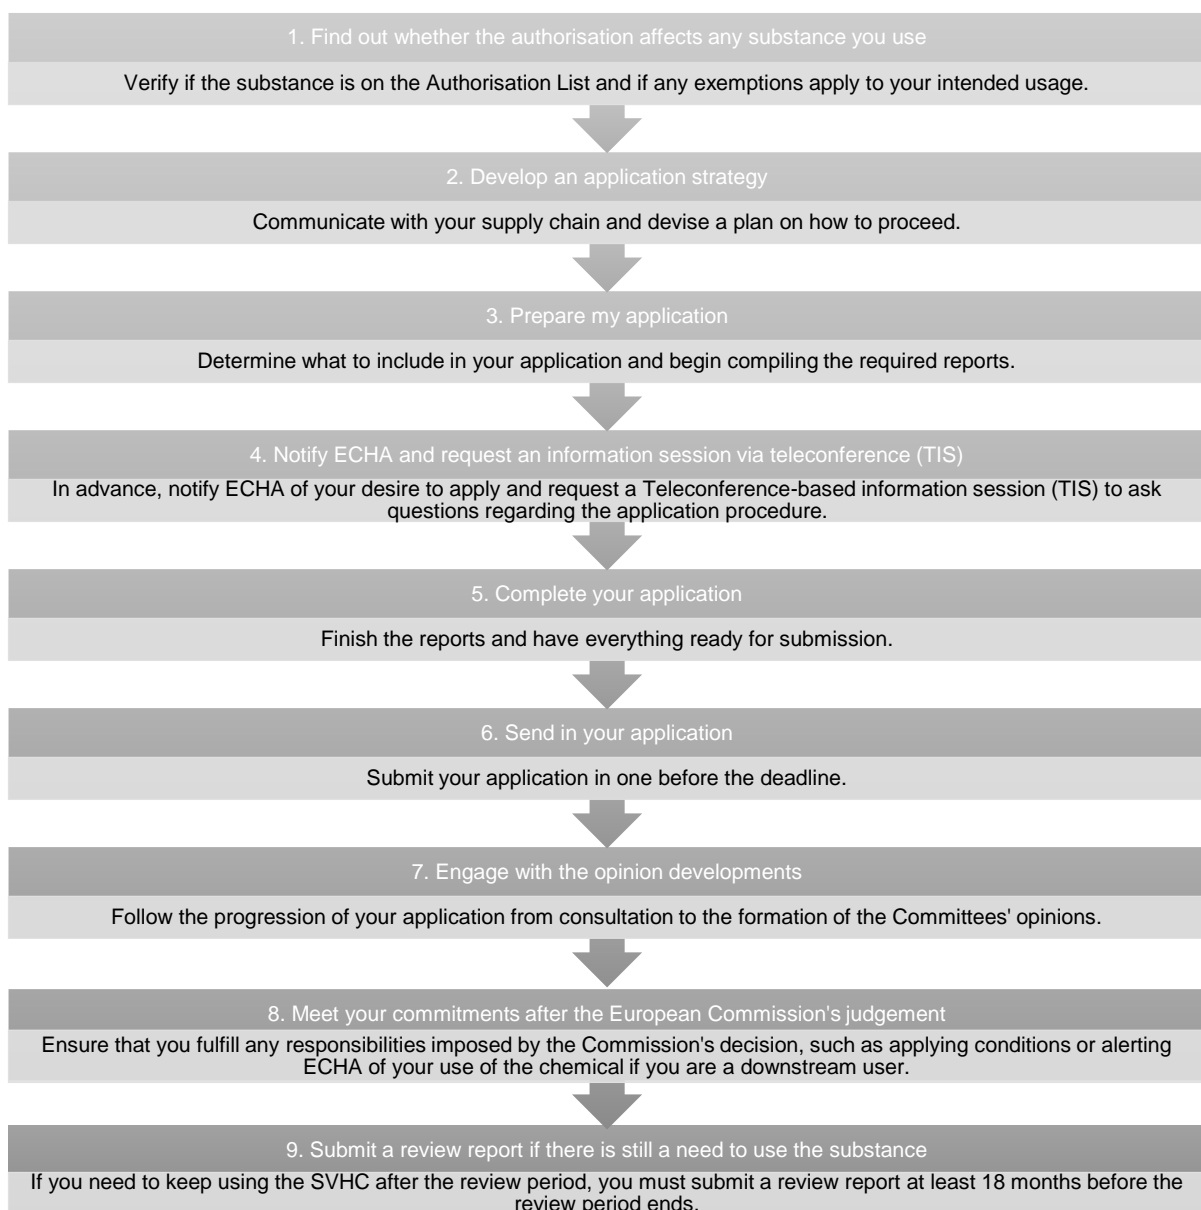 1. Find out whether the authorisation affects any substance you use
Verify if the substance is on the Authorisation List and if any exemptions apply to your intended usage.
2. Develop an application strategy
Communicate with your supply chain and devise a plan on how to proceed.
3. Prepare my application
Determine what to include in your application and begin compiling the required reports.
4. Notify ECHA and request an information session via teleconference (TIS)
In advance, notify ECHA of your desire to apply and request a Teleconference-based information session (TIS) to ask
questions regarding the application procedure.
5. Complete your application
Finish the reports and have everything ready for submission.
6. Send in your application
Submit your application in one before the deadline.
7. Engage with the opinion developments
Follow the progression of your application from consultation to the formation of the Committees' opinions.
8. Meet your commitments after the European Commission's judgement
Ensure that you fulfill any responsibilities imposed by the Commission's decision, such as applying conditions or alerting
ECHA of your use of the chemical if you are a downstream user.
9. Submit a review report if there is still a need to use the substance
If you need to keep using the SVHC after the review period, you must submit a review report at least 18 months before the
review period ends.